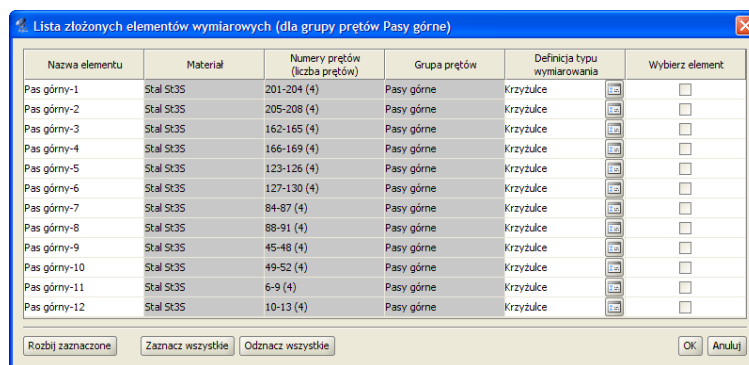 Lista złożonych elementów wymiarowych (dla grupy prętów Pasy górne)
Nazwa elementu Materiał Numery prętów (liczba prętów) Grupa prętów Definicja typu wymiarowania Wybierz element
Pas górny-1 Stal St3S 201-204 (4) Pasy górne Krzyżulce
Pas górny-2 Stal St3S 205-208 (4) Pasy górne Krzyżulce
Pas górny-3 Stal St3S 162-165 (4) Pasy górne Krzyżulce
Pas górny-4 Stal St3S 166-169 (4) Pasy górne Krzyżulce
Pas górny-5 Stal St3S 123-126 (4) Pasy górne Krzyżulce
Pas górny-6 Stal St3S 127-130 (4) Pasy górne Krzyżulce
Pas górny-7 Stal St3S 84-87 (4) Pasy górne Krzyżulce
Pas górny-8 Stal St3S 88-91 (4) Pasy górne Krzyżulce
Pas górny-9 Stal St3S 45-48 (4) Pasy górne Krzyżulce
Pas górny-10 Stal St3S 49-52 (4) Pasy górne Krzyżulce
Pas górny-11 Stal St3S 6-9 (4) Pasy górne Krzyżulce
Pas górny-12 Stal St3S 10-13 (4) Pasy górne Krzyżulce
Rozbij zaznaczone Zaznacz wszystkie Odznacz wszystkie OK Anuluj